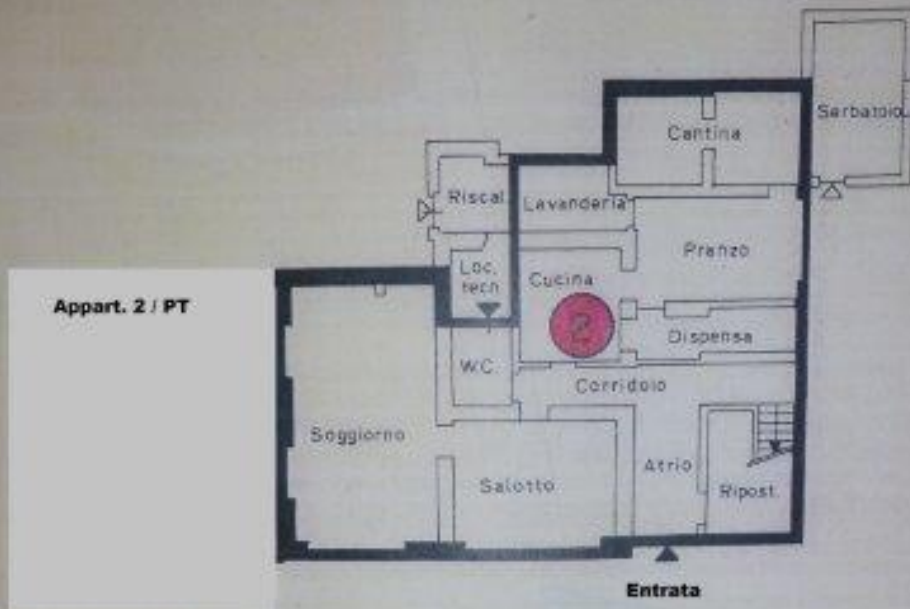 Serbatoio
Cantina
Riscal
Lavanderia
Pranzo
Loc.
tecn
Cucina
Appart. 2 / PT
2
Dispensa
W.C.
Corridoio
Soggiorno
Atrio
Salotto
Ripost.
Entrata